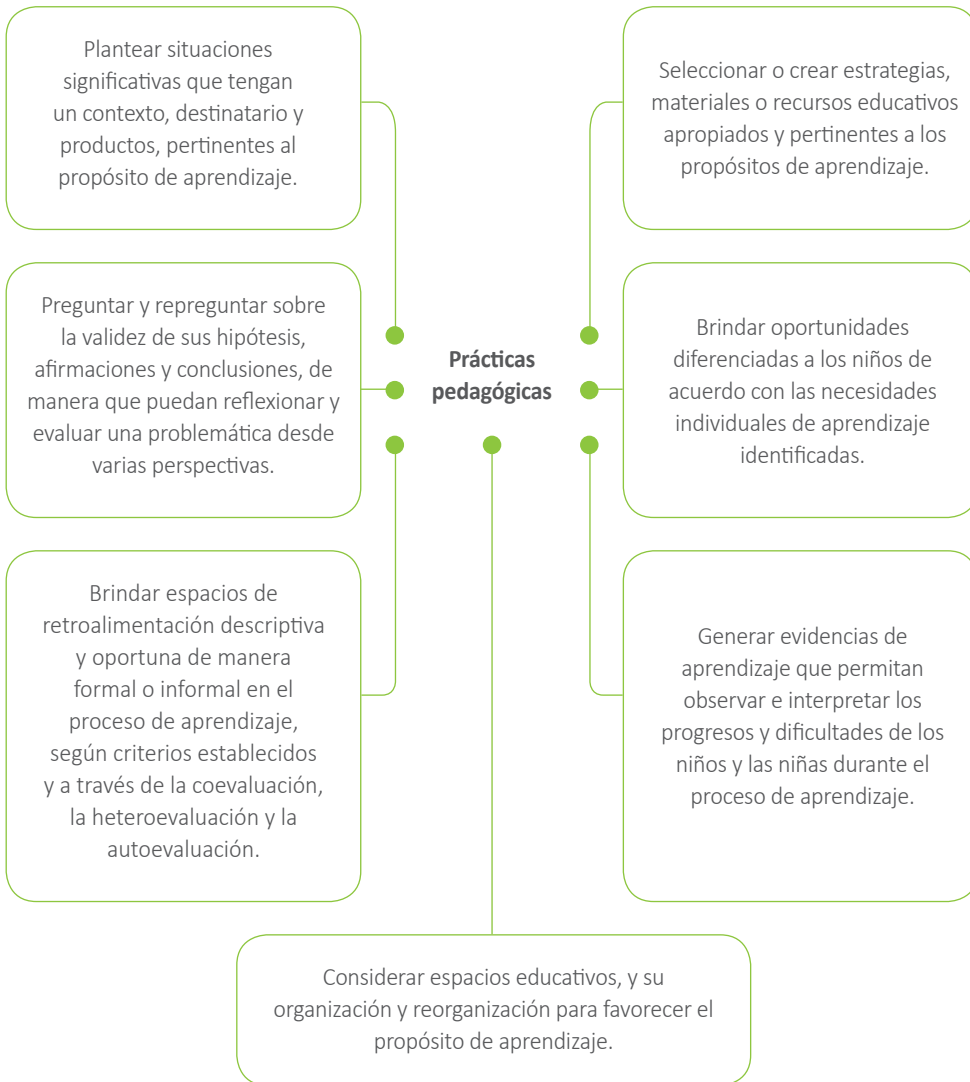 Plantear situaciones
significativas que tengan
un contexto, destinatario y
productos, pertinentes al
propósito de aprendizaje.
Seleccionar o crear estrategias,
materiales o recursos educativos
apropiados y pertinentes a los
propósitos de aprendizaje.
Preguntar y repreguntar sobre
la validez de sus hipótesis,
afirmaciones y conclusiones, de
manera que puedan reflexionar y
evaluar una problemática desde
varias perspectivas.
Prácticas
pedagógicas
Brindar oportunidades
diferenciadas a los niños de
acuerdo con las necesidades
individuales de aprendizaje
identificadas.
Brindar espacios de
retroalimentación descriptiva
y oportuna de manera
formal o informal en el
proceso de aprendizaje,
según criterios establecidos
y a través de la coevaluación,
la heteroevaluación y la
autoevaluación.
Generar evidencias de
aprendizaje que permitan
observar e interpretar los
progresos y dificultades de los
niños y las niñas durante el
proceso de aprendizaje.
Considerar espacios educativos, y su
organización y reorganización para favorecer el
propósito de aprendizaje.